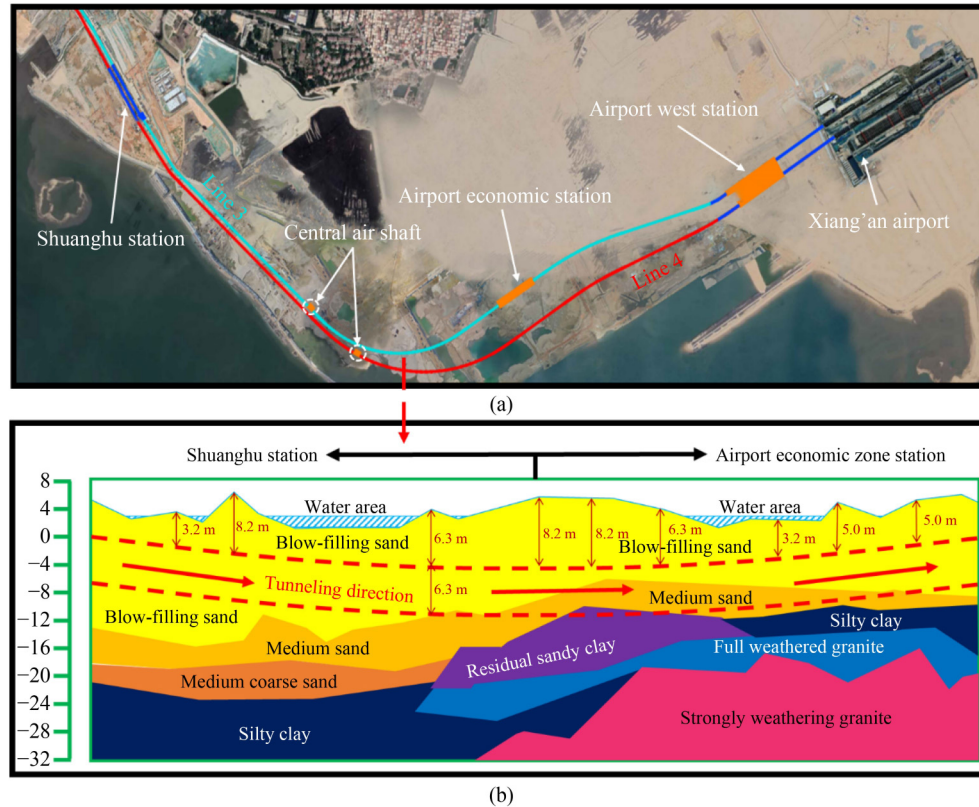 Airport west station
Line 3
Airport economic station
Shuanghu station
Central air shaft
Xiang'an airport
Line 4
(a)
Shuanghu station
Airport economic zone station
8
4
0
−4
−8
−12
−16
−20
−24
−28
−32
Water area
Water area
3.2 m
8.2 m
6.3 m
8.2 m
8.2 m
6.3 m
3.2 m
5.0 m
5.0 m
Blow-filling sand
Blow-filling sand
Tunneling direction
6.3 m
Medium sand
Blow-filling sand
Silty clay
Medium sand
Residual sandy clay
Full weathered granite
Medium coarse sand
Strongly weathering granite
Silty clay
(b)